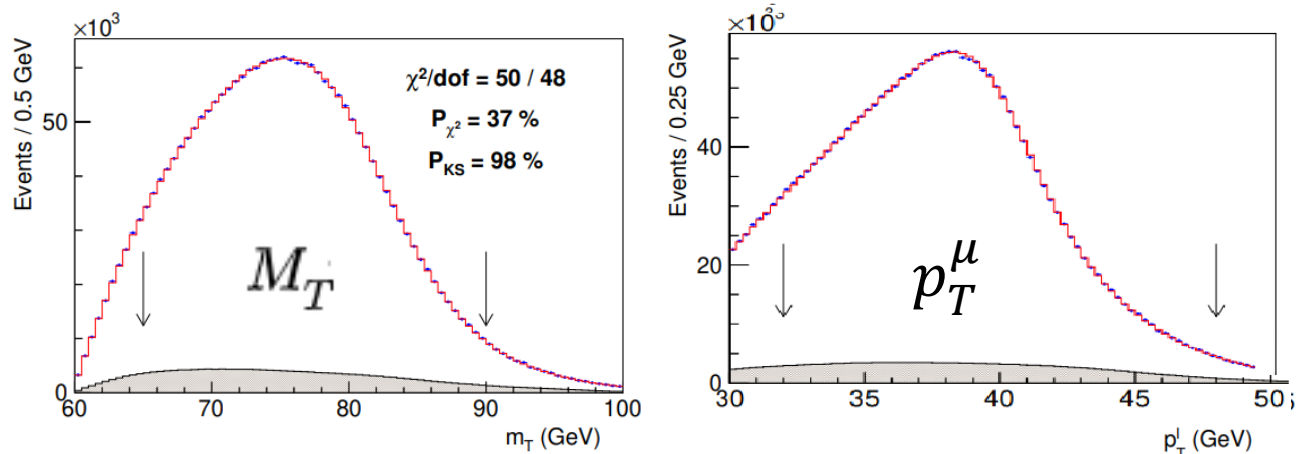 ×10³
Events / 0.5 GeV
50
0
χ²/dof = 50 / 48
P_χ² = 37 %
P_KS = 98 %
M_T
60 70 80 90 100
m_T (GeV)
Events / 0.25 GeV
40
20
0
p_T^μ
30 35 40 45 50
p_T^l (GeV)